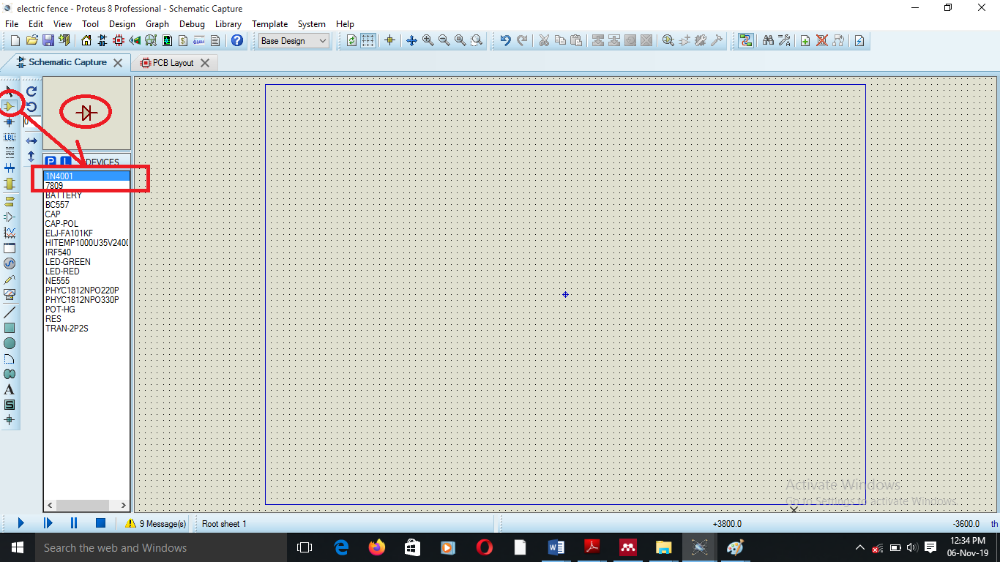 electric fence - Proteus 8 Professional - Schematic Capture
File Edit View Tool Design Graph Debug Library Template System Help
Base Design
Schematic Capture
PCB Layout
LBL
P L DEVICES
1N4001
7809
BATTERY
BC557
CAP
CAP-POL
ELJ-FA101KF
HITEMP1000U35V240(
IRF540
LED-GREEN
LED-RED
NE555
PHYC1812NPO220P
PHYC1812NPO330P
POT-HG
RES
TRAN-2P2S
A
S
Activate Windows
Go to Settings to activate Windows.
9 Message(s) Root sheet 1 +3800.0 -3600.0 th
Search the web and Windows
12:34 PM
06-Nov-19